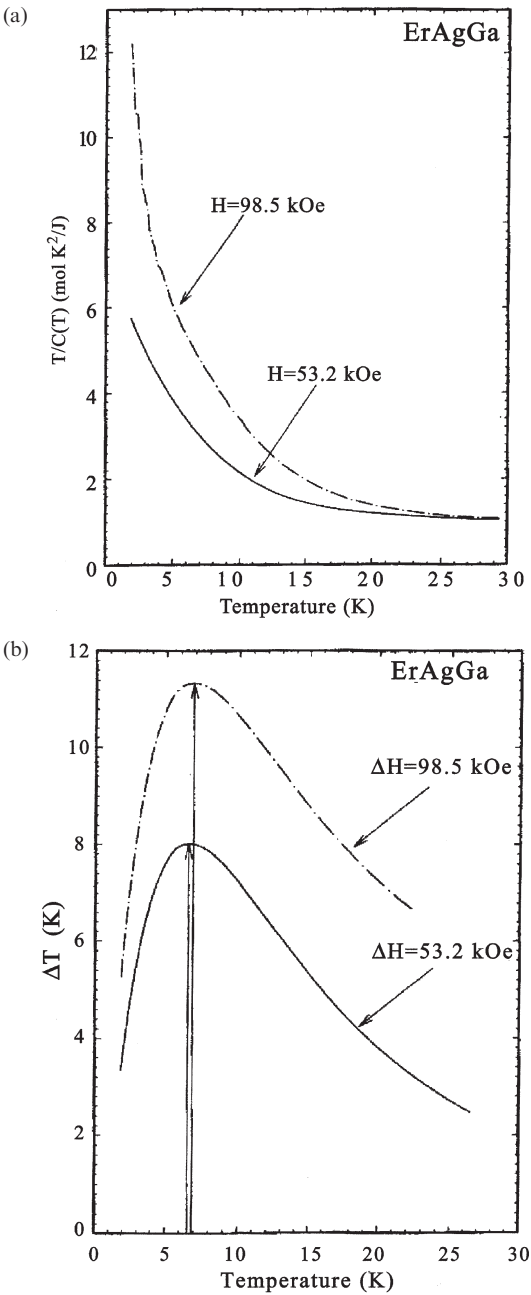 (a)
ErAgGa
12
10
8
6
4
2
0
T/C(T) (mol K²/J)
H=98.5 kOe
H=53.2 kOe
0 5 10 15 20 25 30
Temperature (K)
(b)
ErAgGa
12
10
8
6
4
2
0
ΔT (K)
ΔH=98.5 kOe
ΔH=53.2 kOe
0 5 10 15 20 25 30
Temperature (K)